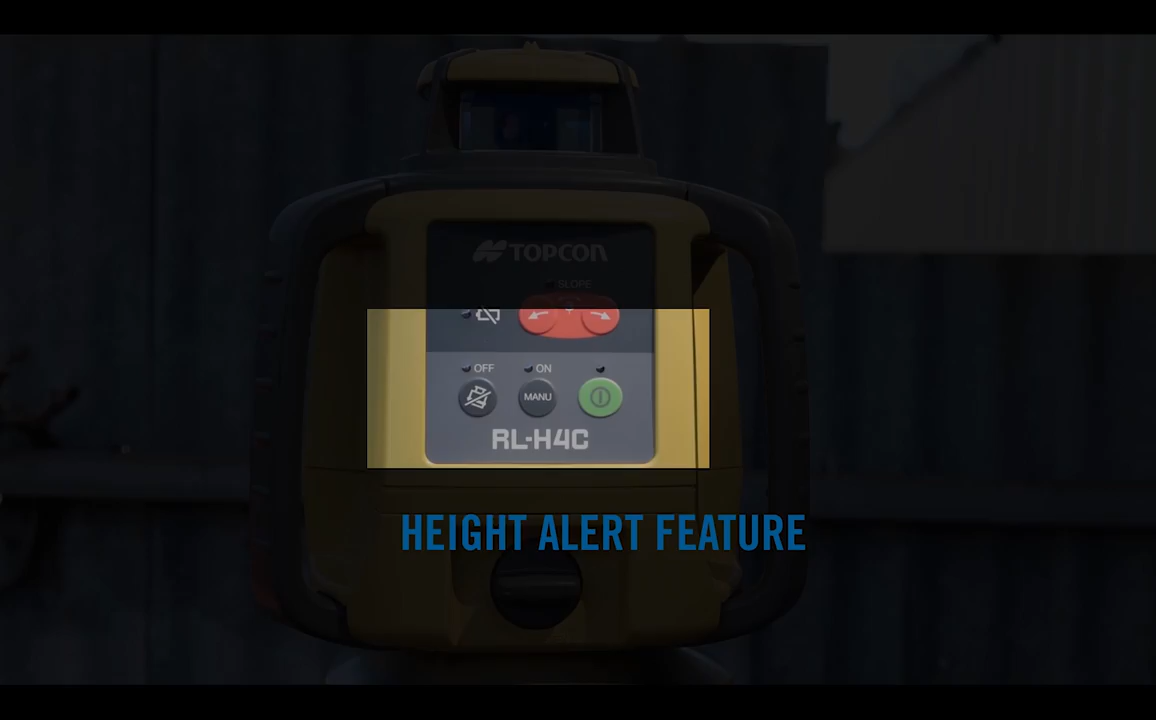 TOPCON
SLOPE
OFF ON
MANU
RL-H4C
HEIGHT ALERT FEATURE